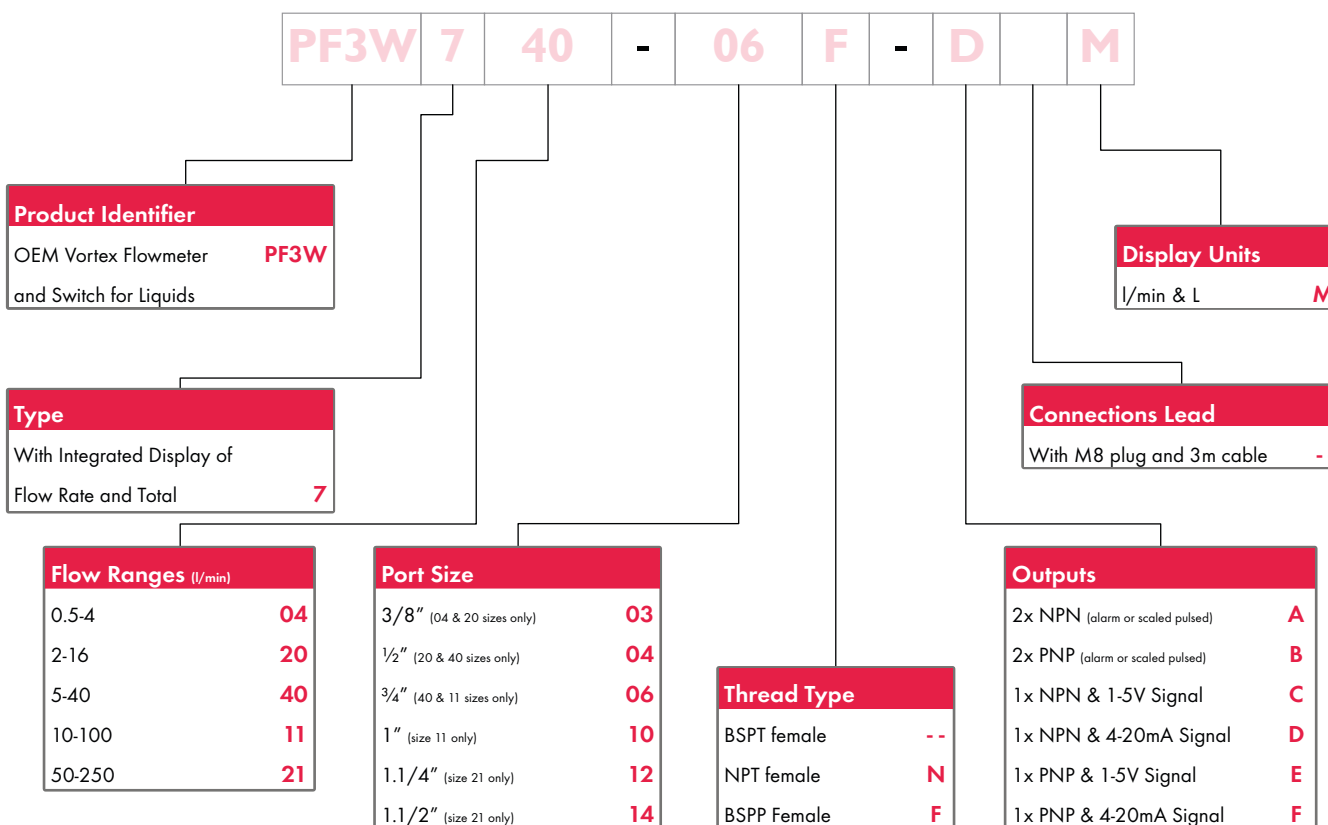 PF3W 7 40 - 06 F - D M
Product Identifier
OEM Vortex Flowmeter PF3W
and Switch for Liquids
Display Units
l/min & L M
Type
With Integrated Display of
Flow Rate and Total 7
Connections Lead
With M8 plug and 3m cable -
Flow Ranges (l/min)
0.5-4 04
2-16 20
5-40 40
10-100 11
50-250 21
Port Size
3/8" (04 & 20 sizes only) 03
½" (20 & 40 sizes only) 04
¾" (40 & 11 sizes only) 06
1" (size 11 only) 10
1.1/4" (size 21 only) 12
1.1/2" (size 21 only) 14
Thread Type
BSPT female - -
NPT female N
BSPP Female F
Outputs
2x NPN (alarm or scaled pulsed) A
2x PNP (alarm or scaled pulsed) B
1x NPN & 1-5V Signal C
1x NPN & 4-20mA Signal D
1x PNP & 1-5V Signal E
1x PNP & 4-20mA Signal F